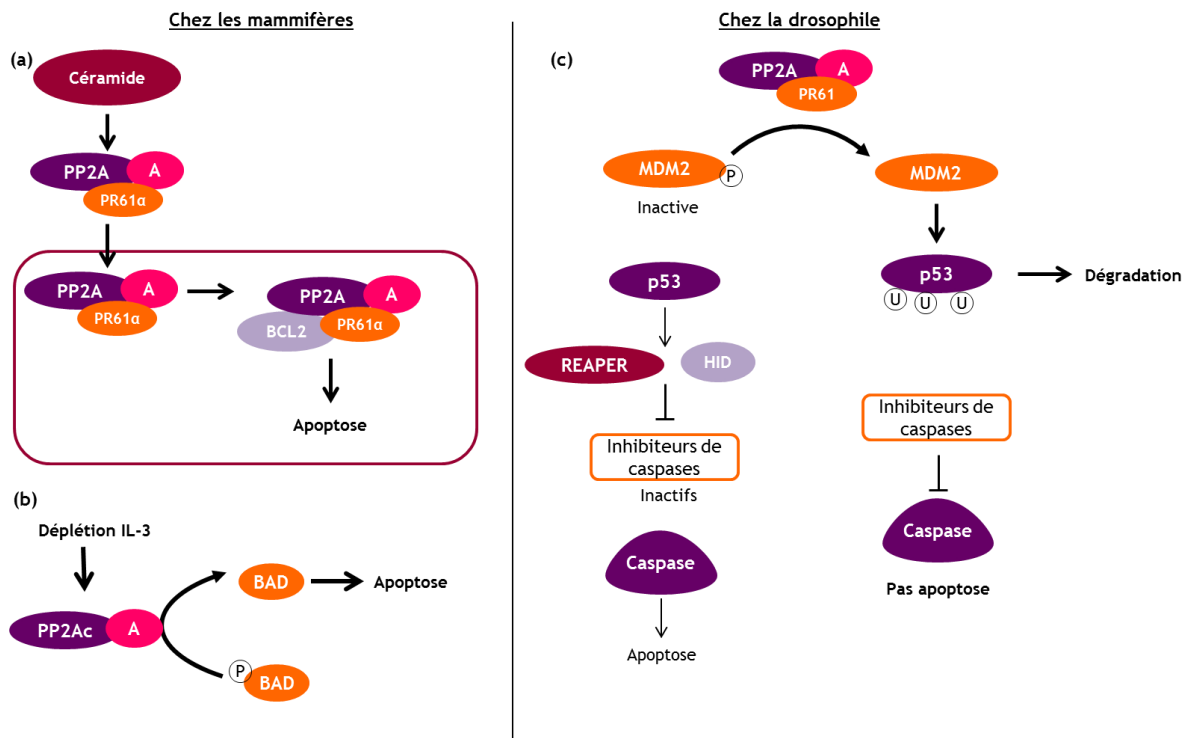 Chez les mammifères
(a)
Céramide
PP2A
A
PR61α
PP2A
A
PR61α
PP2A
A
BCL2
PR61α
Apoptose
(b)
Déplétion IL-3
BAD
Apoptose
PP2Ac
A
P
BAD
Chez la drosophile
(c)
PP2A
A
PR61
MDM2
P
Inactive
MDM2
p53
p53
U
U
U
Dégradation
REAPER
HID
Inhibiteurs de
caspases
Inactifs
Caspase
Apoptose
Inhibiteurs de
caspases
Caspase
Pas apoptose